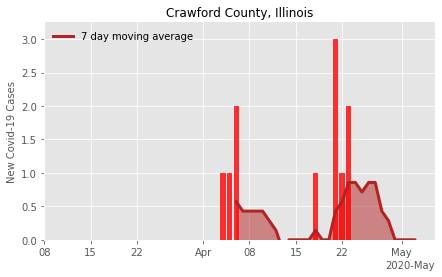 Crawford County, Illinois
7 day moving average
New Covid-19 Cases
3.0
2.5
2.0
1.5
1.0
0.5
0.0
08 15 22 Apr 08 15 22 May
2020-May